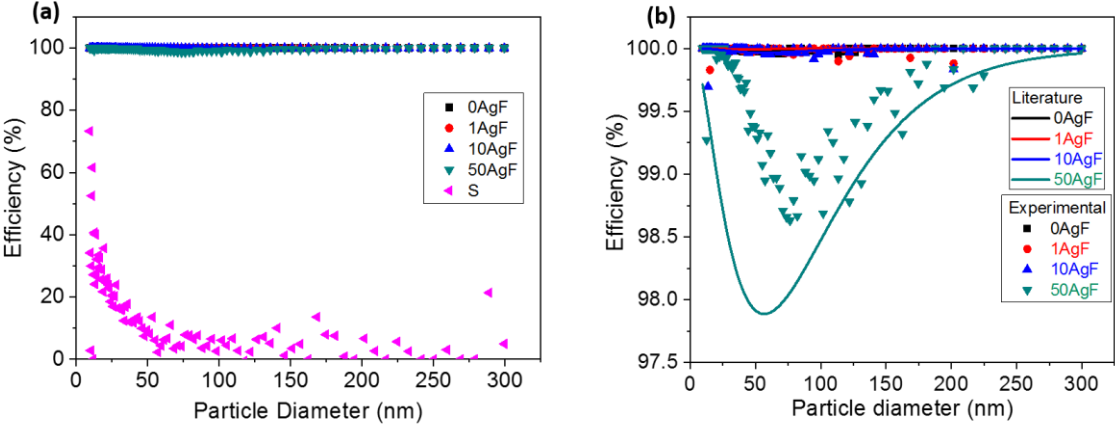 (a)
100
80
60
40
20
0
Efficiency (%)
0 50 100 150 200 250 300
Particle Diameter (nm)
0AgF
1AgF
10AgF
50AgF
S
(b)
100.0
99.5
99.0
98.5
98.0
97.5
Efficiency (%)
0 50 100 150 200 250 300
Particle diameter (nm)
Literature
0AgF
1AgF
10AgF
50AgF
Experimental
0AgF
1AgF
10AgF
50AgF